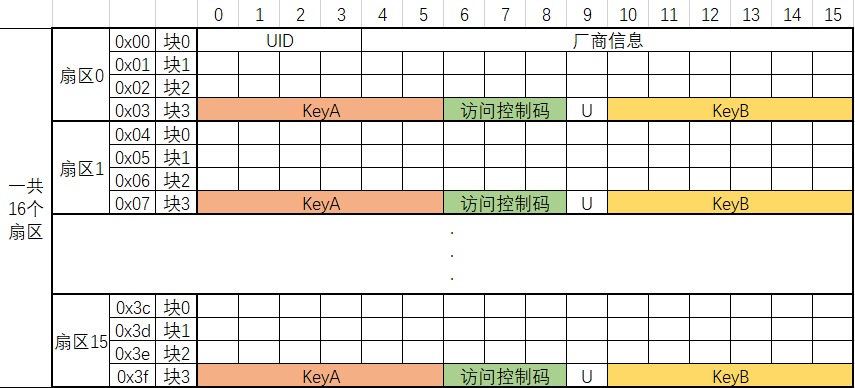 0 1 2 3 4 5 6 7 8 9 10 11 12 13 14 15
一共
16个
扇区
扇区0
0x00 块0 UID 厂商信息
0x01 块1
0x02 块2
0x03 块3 KeyA 访问控制码 U KeyB
扇区1
0x04 块0
0x05 块1
0x06 块2
0x07 块3 KeyA 访问控制码 U KeyB
.
.
.
扇区15
0x3c 块0
0x3d 块1
0x3e 块2
0x3f 块3 KeyA 访问控制码 U KeyB